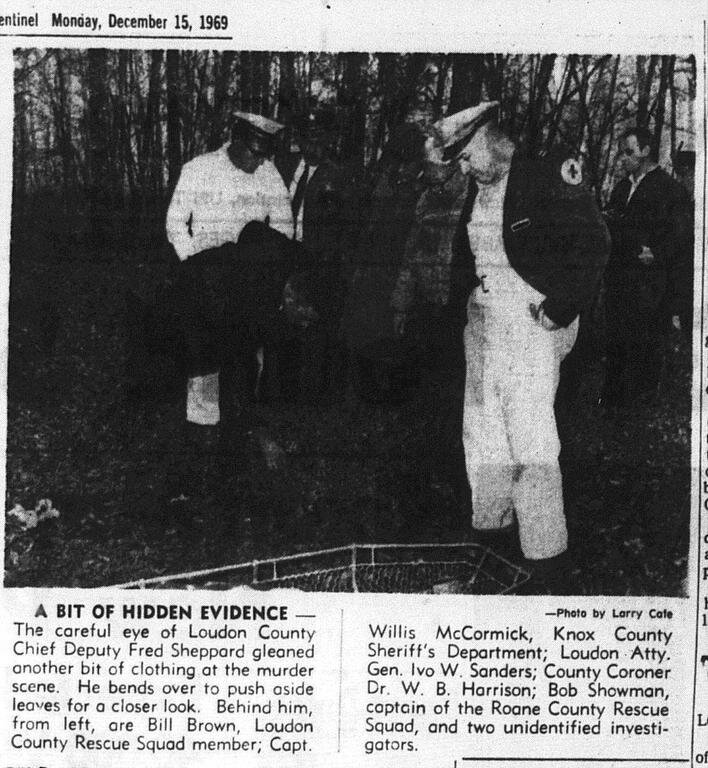 entinel Monday, December 15, 1969
—Photo by Larry Cate
A BIT OF HIDDEN EVIDENCE —
The careful eye of Loudon County
Chief Deputy Fred Sheppard gleaned
another bit of clothing at the murder
scene. He bends over to push aside
leaves for a closer look. Behind him,
from left, are Bill Brown, Loudon
County Rescue Squad member; Capt.
Willis McCormick, Knox County
Sheriff's Department; Loudon Atty.
Gen. Ivo W. Sanders; County Coroner
Dr. W. B. Harrison; Bob Showman,
captain of the Roane County Rescue
Squad, and two unidentified investi-
gators.